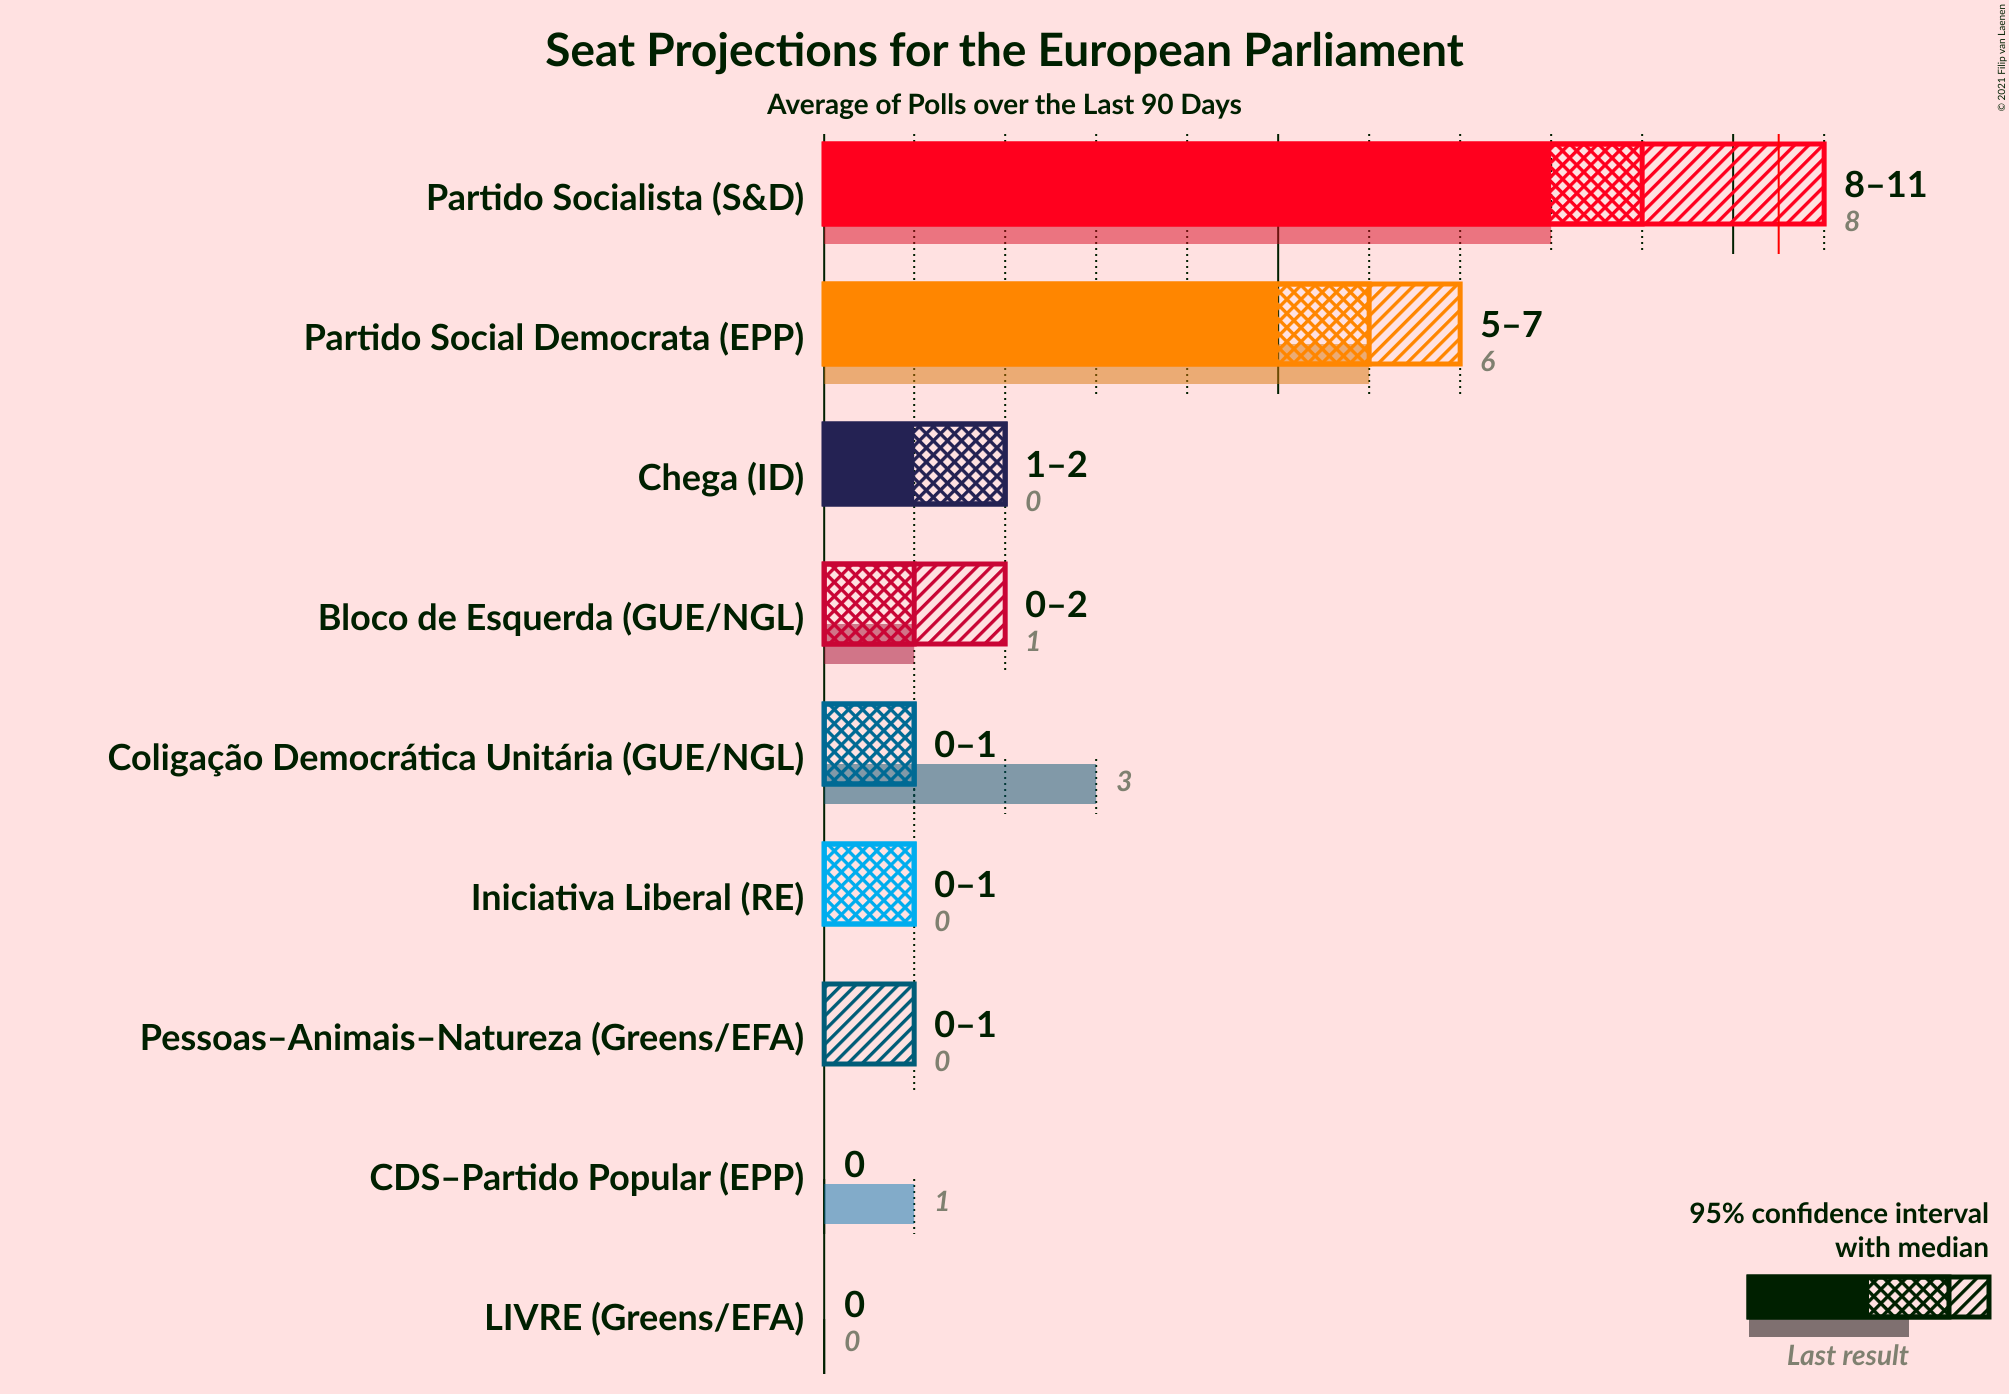 Seat Projections for the European Parliament
Average of Polls over the Last 90 Days
© 2021 Filip van Laenen
Partido Socialista (S&D)
8–11
8
Partido Social Democrata (EPP)
5–7
6
Chega (ID)
1–2
0
Bloco de Esquerda (GUE/NGL)
0–2
1
Coligação Democrática Unitária (GUE/NGL)
0–1
3
Iniciativa Liberal (RE)
0–1
0
Pessoas–Animais–Natureza (Greens/EFA)
0–1
0
CDS–Partido Popular (EPP)
0
1
LIVRE (Greens/EFA)
0
0
95% confidence interval
with median
Last result